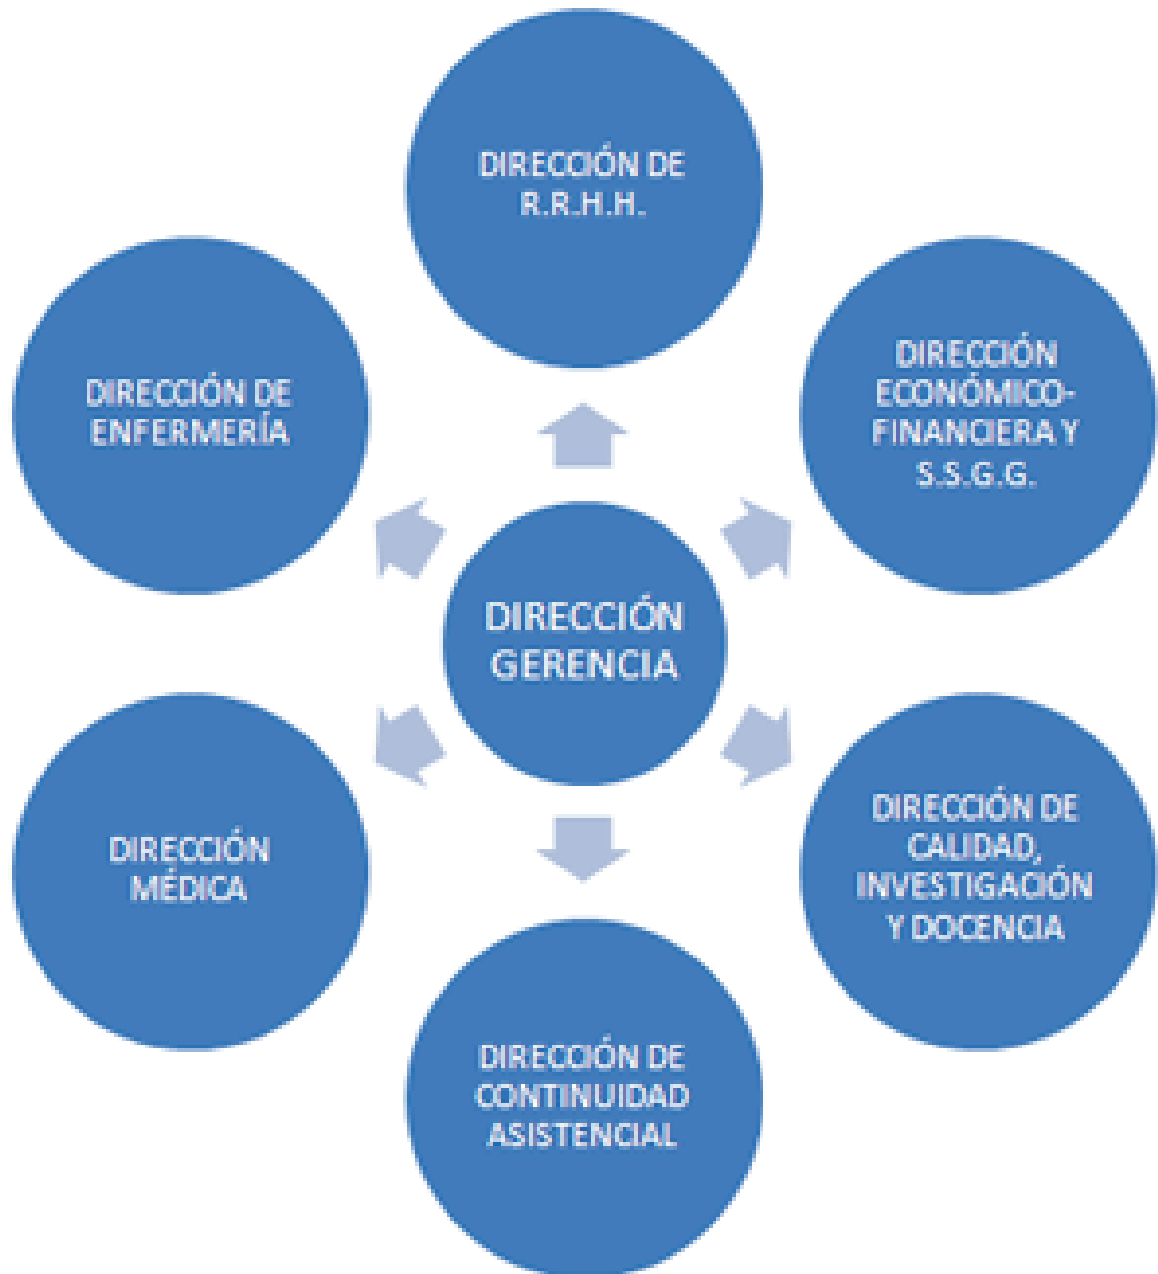 DIRECCIÓN DE
R.R.H.H.
DIRECCIÓN
ECONÓMICO-
FINANCIERA Y
S.S.G.G.
DIRECCIÓN DE
CALIDAD,
INVESTIGACIÓN
Y DOCENCIA
DIRECCIÓN DE
CONTINUIDAD
ASISTENCIAL
DIRECCIÓN
MÉDICA
DIRECCIÓN DE
ENFERMERÍA
DIRECCIÓN
GERENCIA